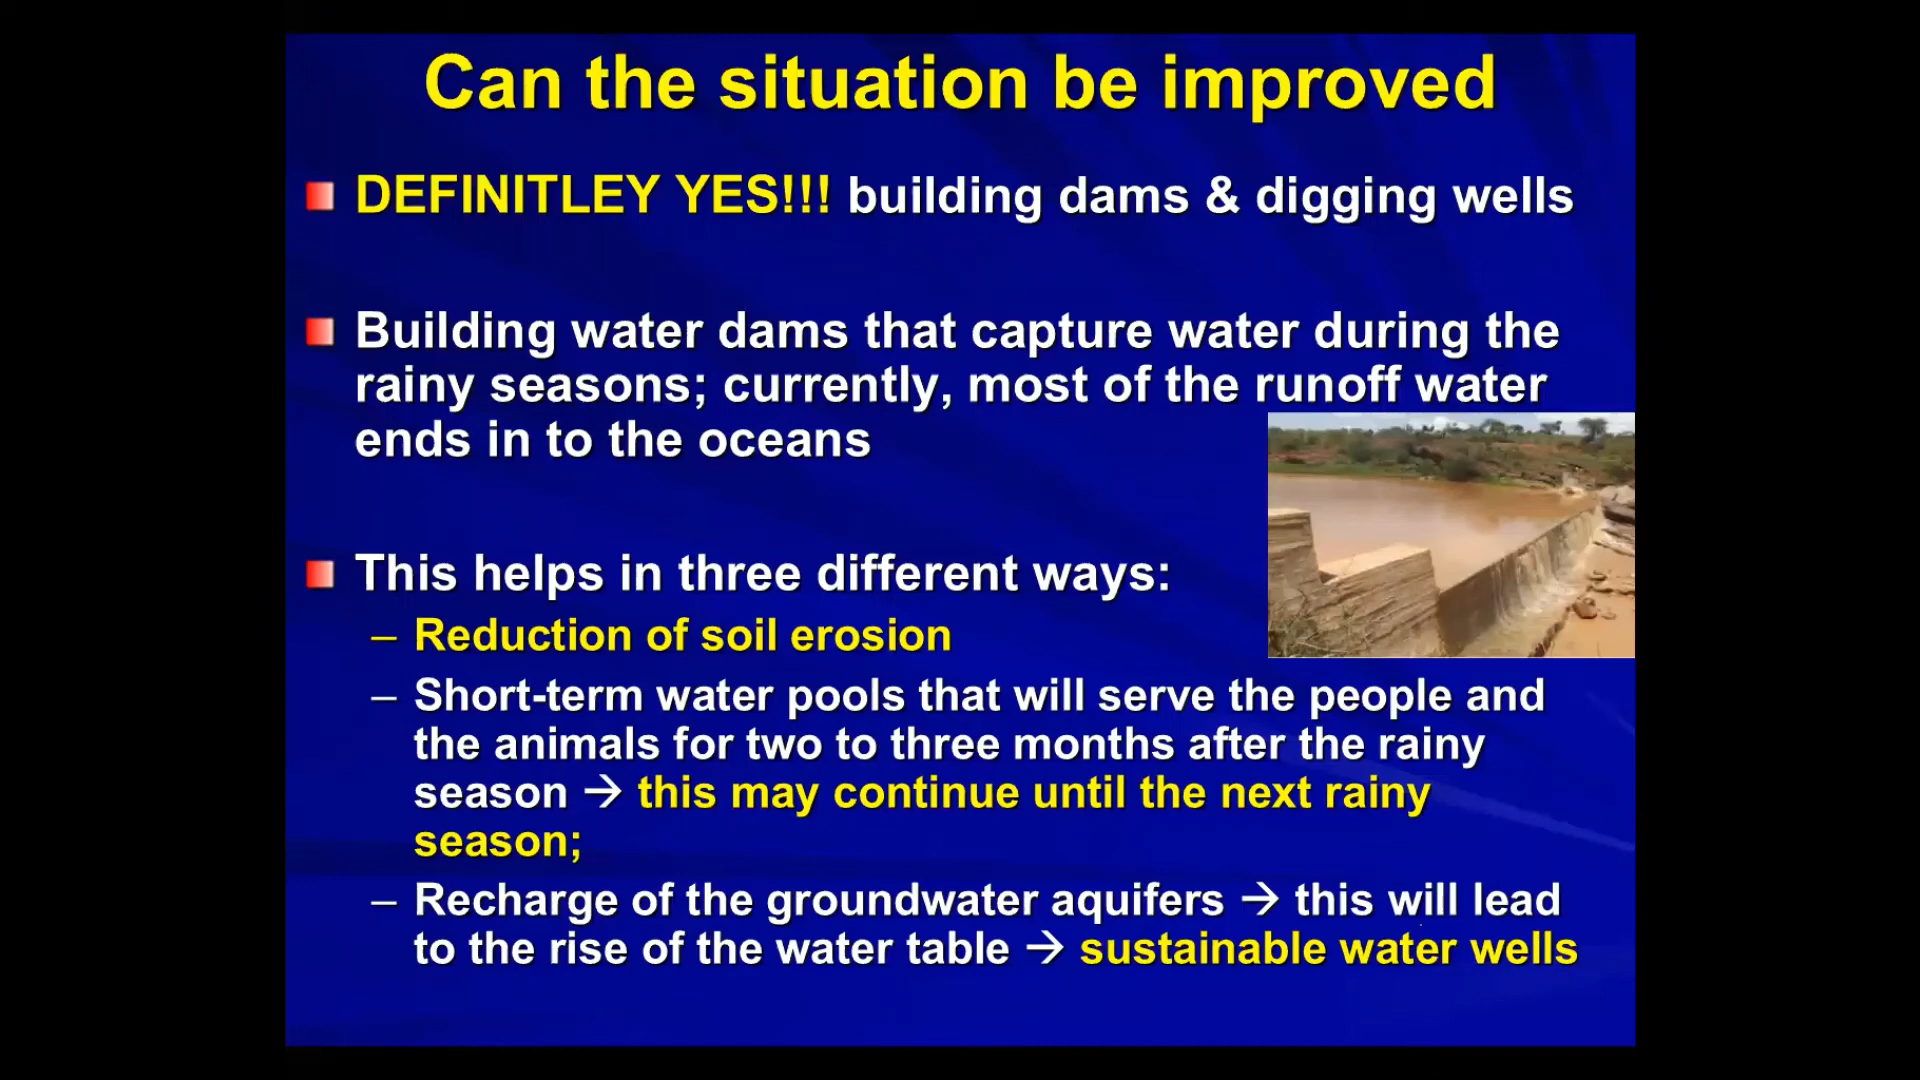 Can the situation be improved
DEFINITLEY YES!!! building dams & digging wells
Building water dams that capture water during the
rainy seasons; currently, most of the runoff water
ends in to the oceans
This helps in three different ways:
– Reduction of soil erosion
– Short-term water pools that will serve the people and
the animals for two to three months after the rainy
season → this may continue until the next rainy
season;
– Recharge of the groundwater aquifers → this will lead
to the rise of the water table → sustainable water wells